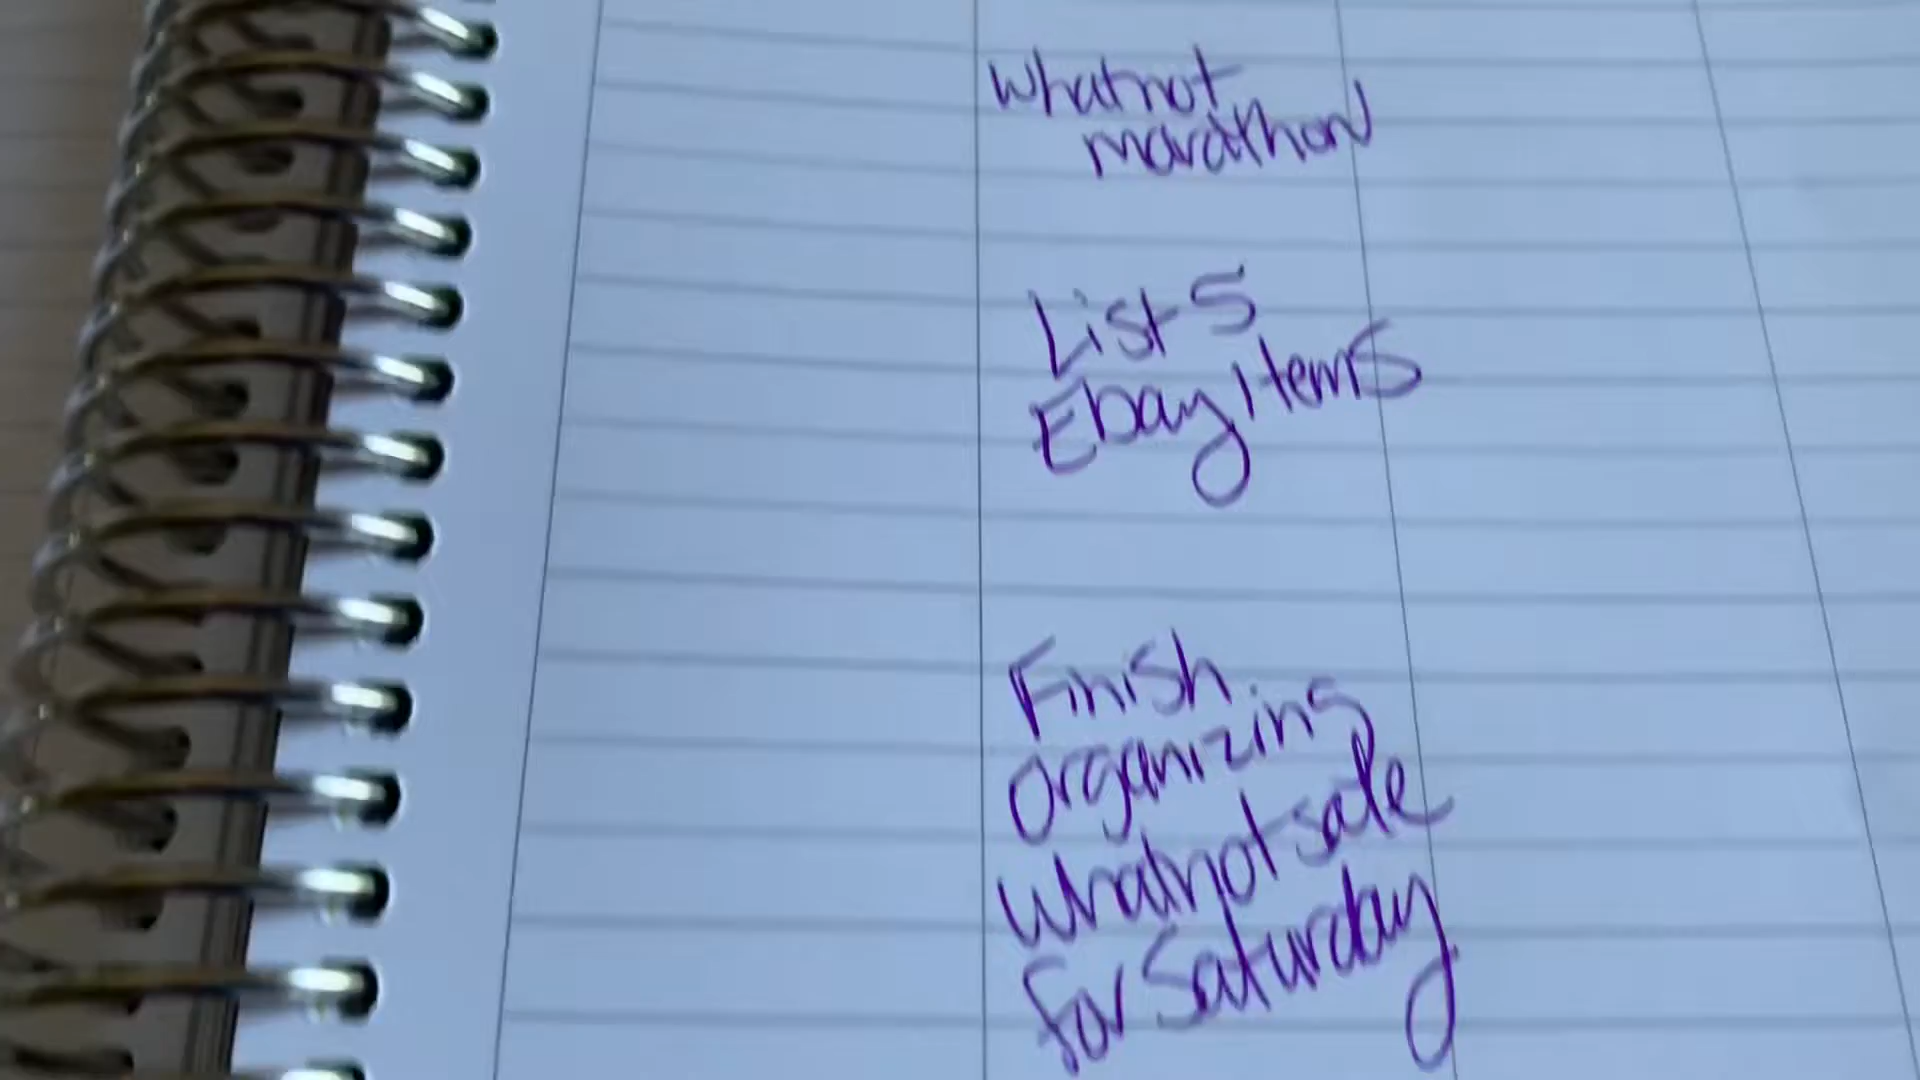 Whatnot
marathon
List 5
Ebay Items
Finish
organizing
Whatnot sale
for Saturday